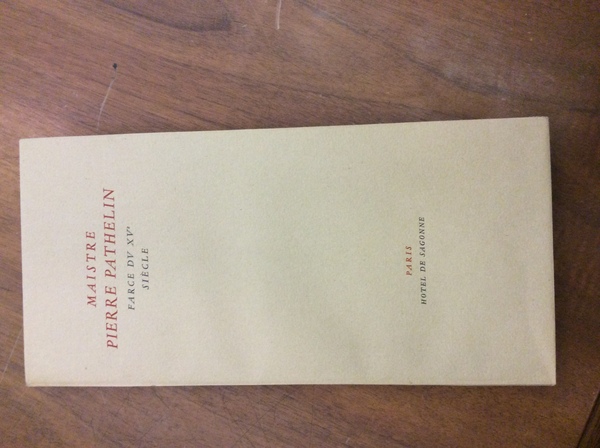 MAISTRE
PIERRE PATHELIN
FARCE DV XVᵉ
SIÈCLE
PARIS
HOTEL DE SAGONNE